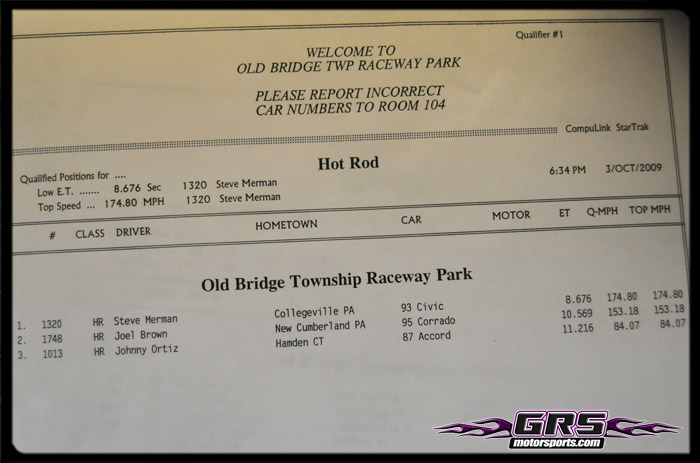 Qualifier #1
WELCOME TO
OLD BRIDGE TWP RACEWAY PARK
PLEASE REPORT INCORRECT
CAR NUMBERS TO ROOM 104
CompuLink StarTrak
Hot Rod
Qualified Positions for ....
6:34 PM 3/OCT/2009
Low E.T. ....... 8.676 Sec 1320 Steve Merman
Top Speed ... 174.80 MPH 1320 Steve Merman
# CLASS DRIVER HOMETOWN CAR MOTOR ET Q-MPH TOP MPH
Old Bridge Township Raceway Park
1. 1320 HR Steve Merman Collegeville PA 93 Civic 8.676 174.80 174.80
2. 1748 HR Joel Brown New Cumberland PA 95 Corrado 10.569 153.18 153.18
3. 1013 HR Johnny Ortiz Hamden CT 87 Accord 11.216 84.07 84.07
GRS
motorsports.com